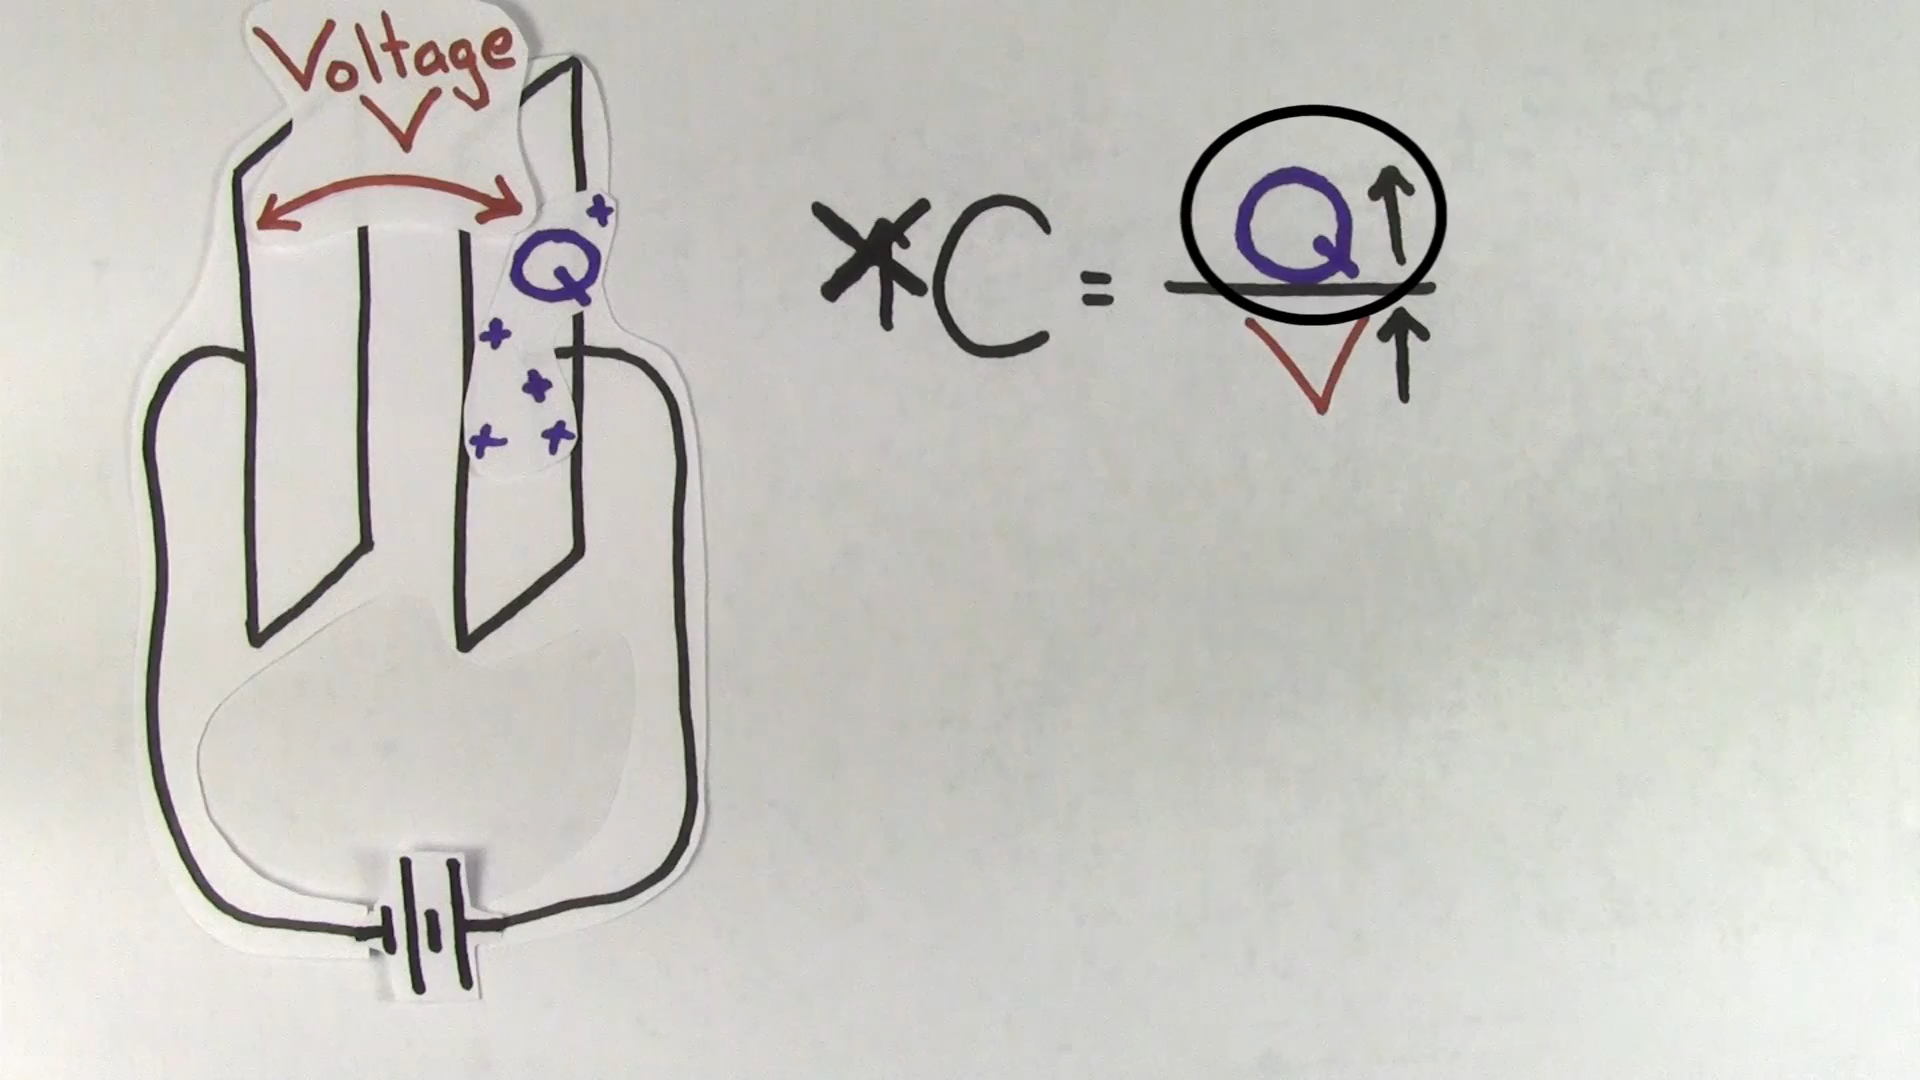 Voltage
V
+
Q
+
+
+ +
C = Q↑
V↑